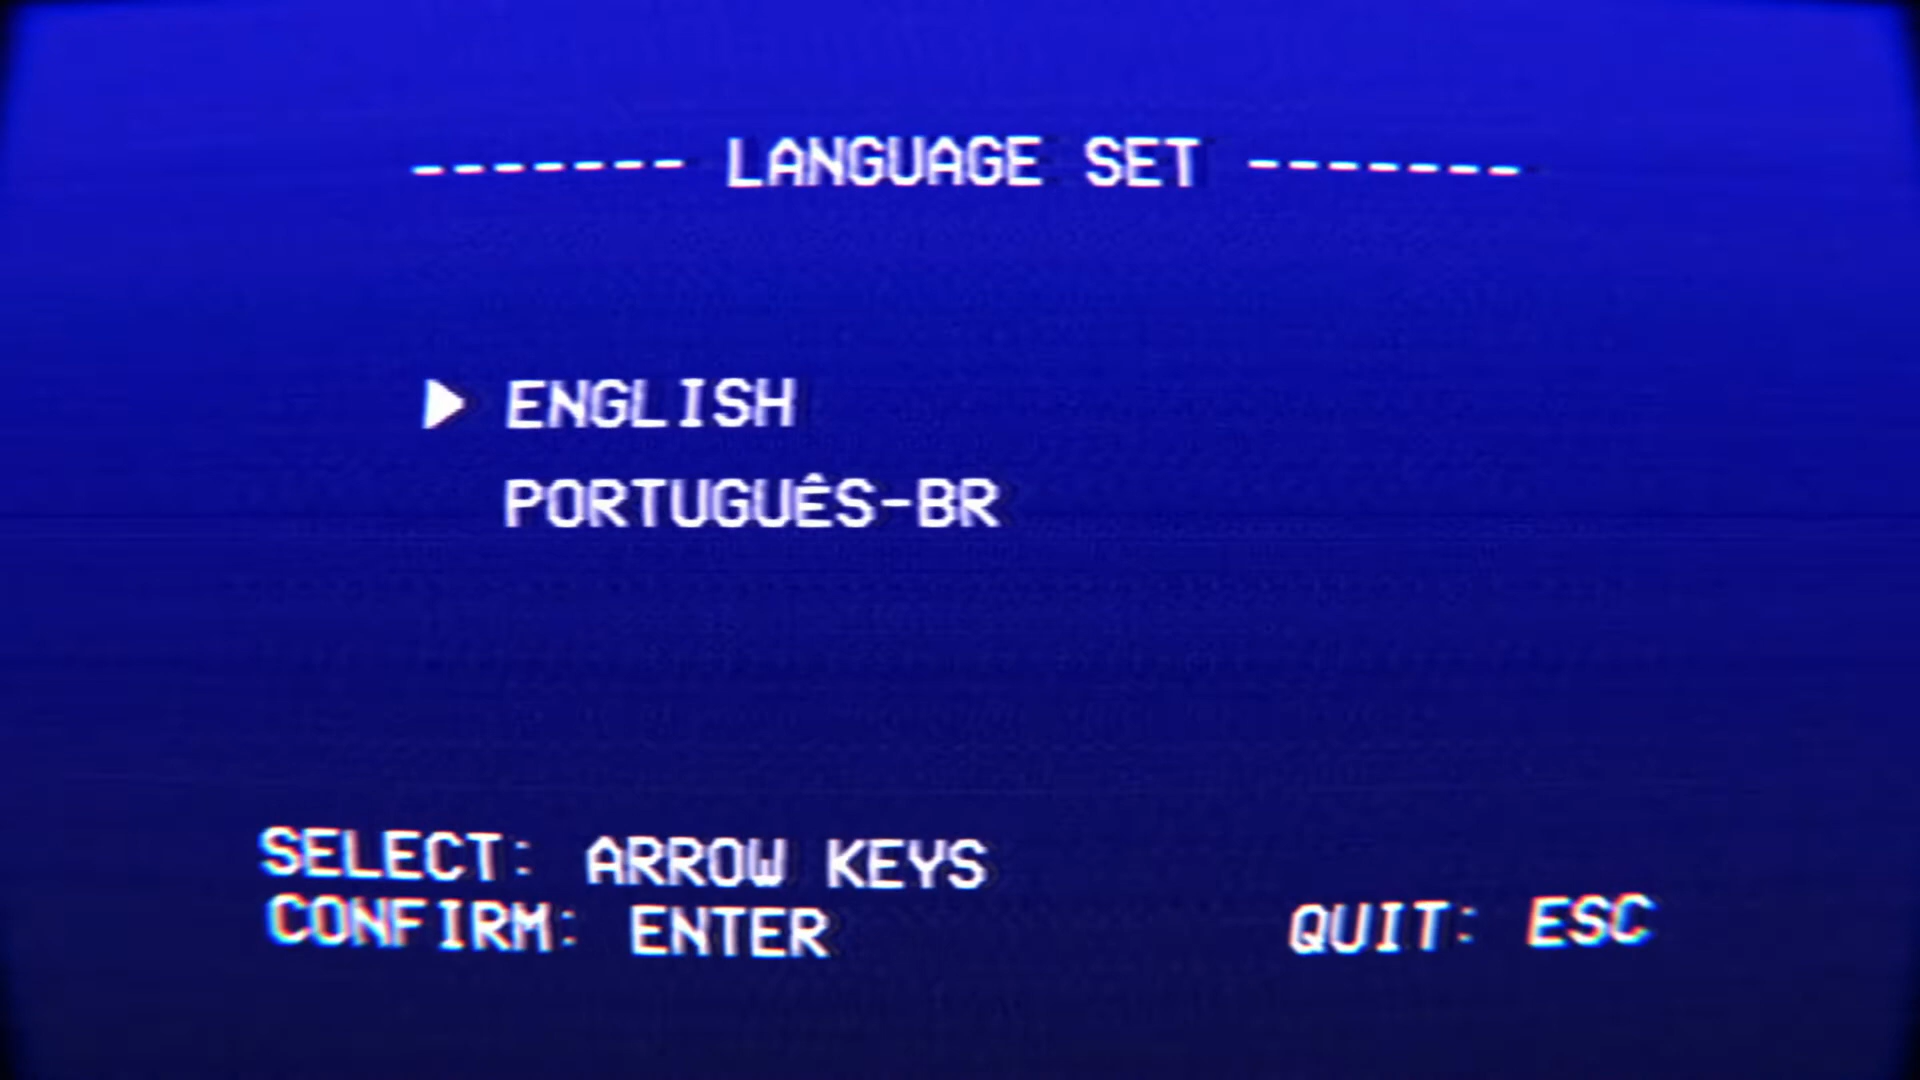 ------- LANGUAGE SET -------
▶ ENGLISH
PORTUGUÊS-BR
SELECT: ARROW KEYS
CONFIRM: ENTER
QUIT: ESC